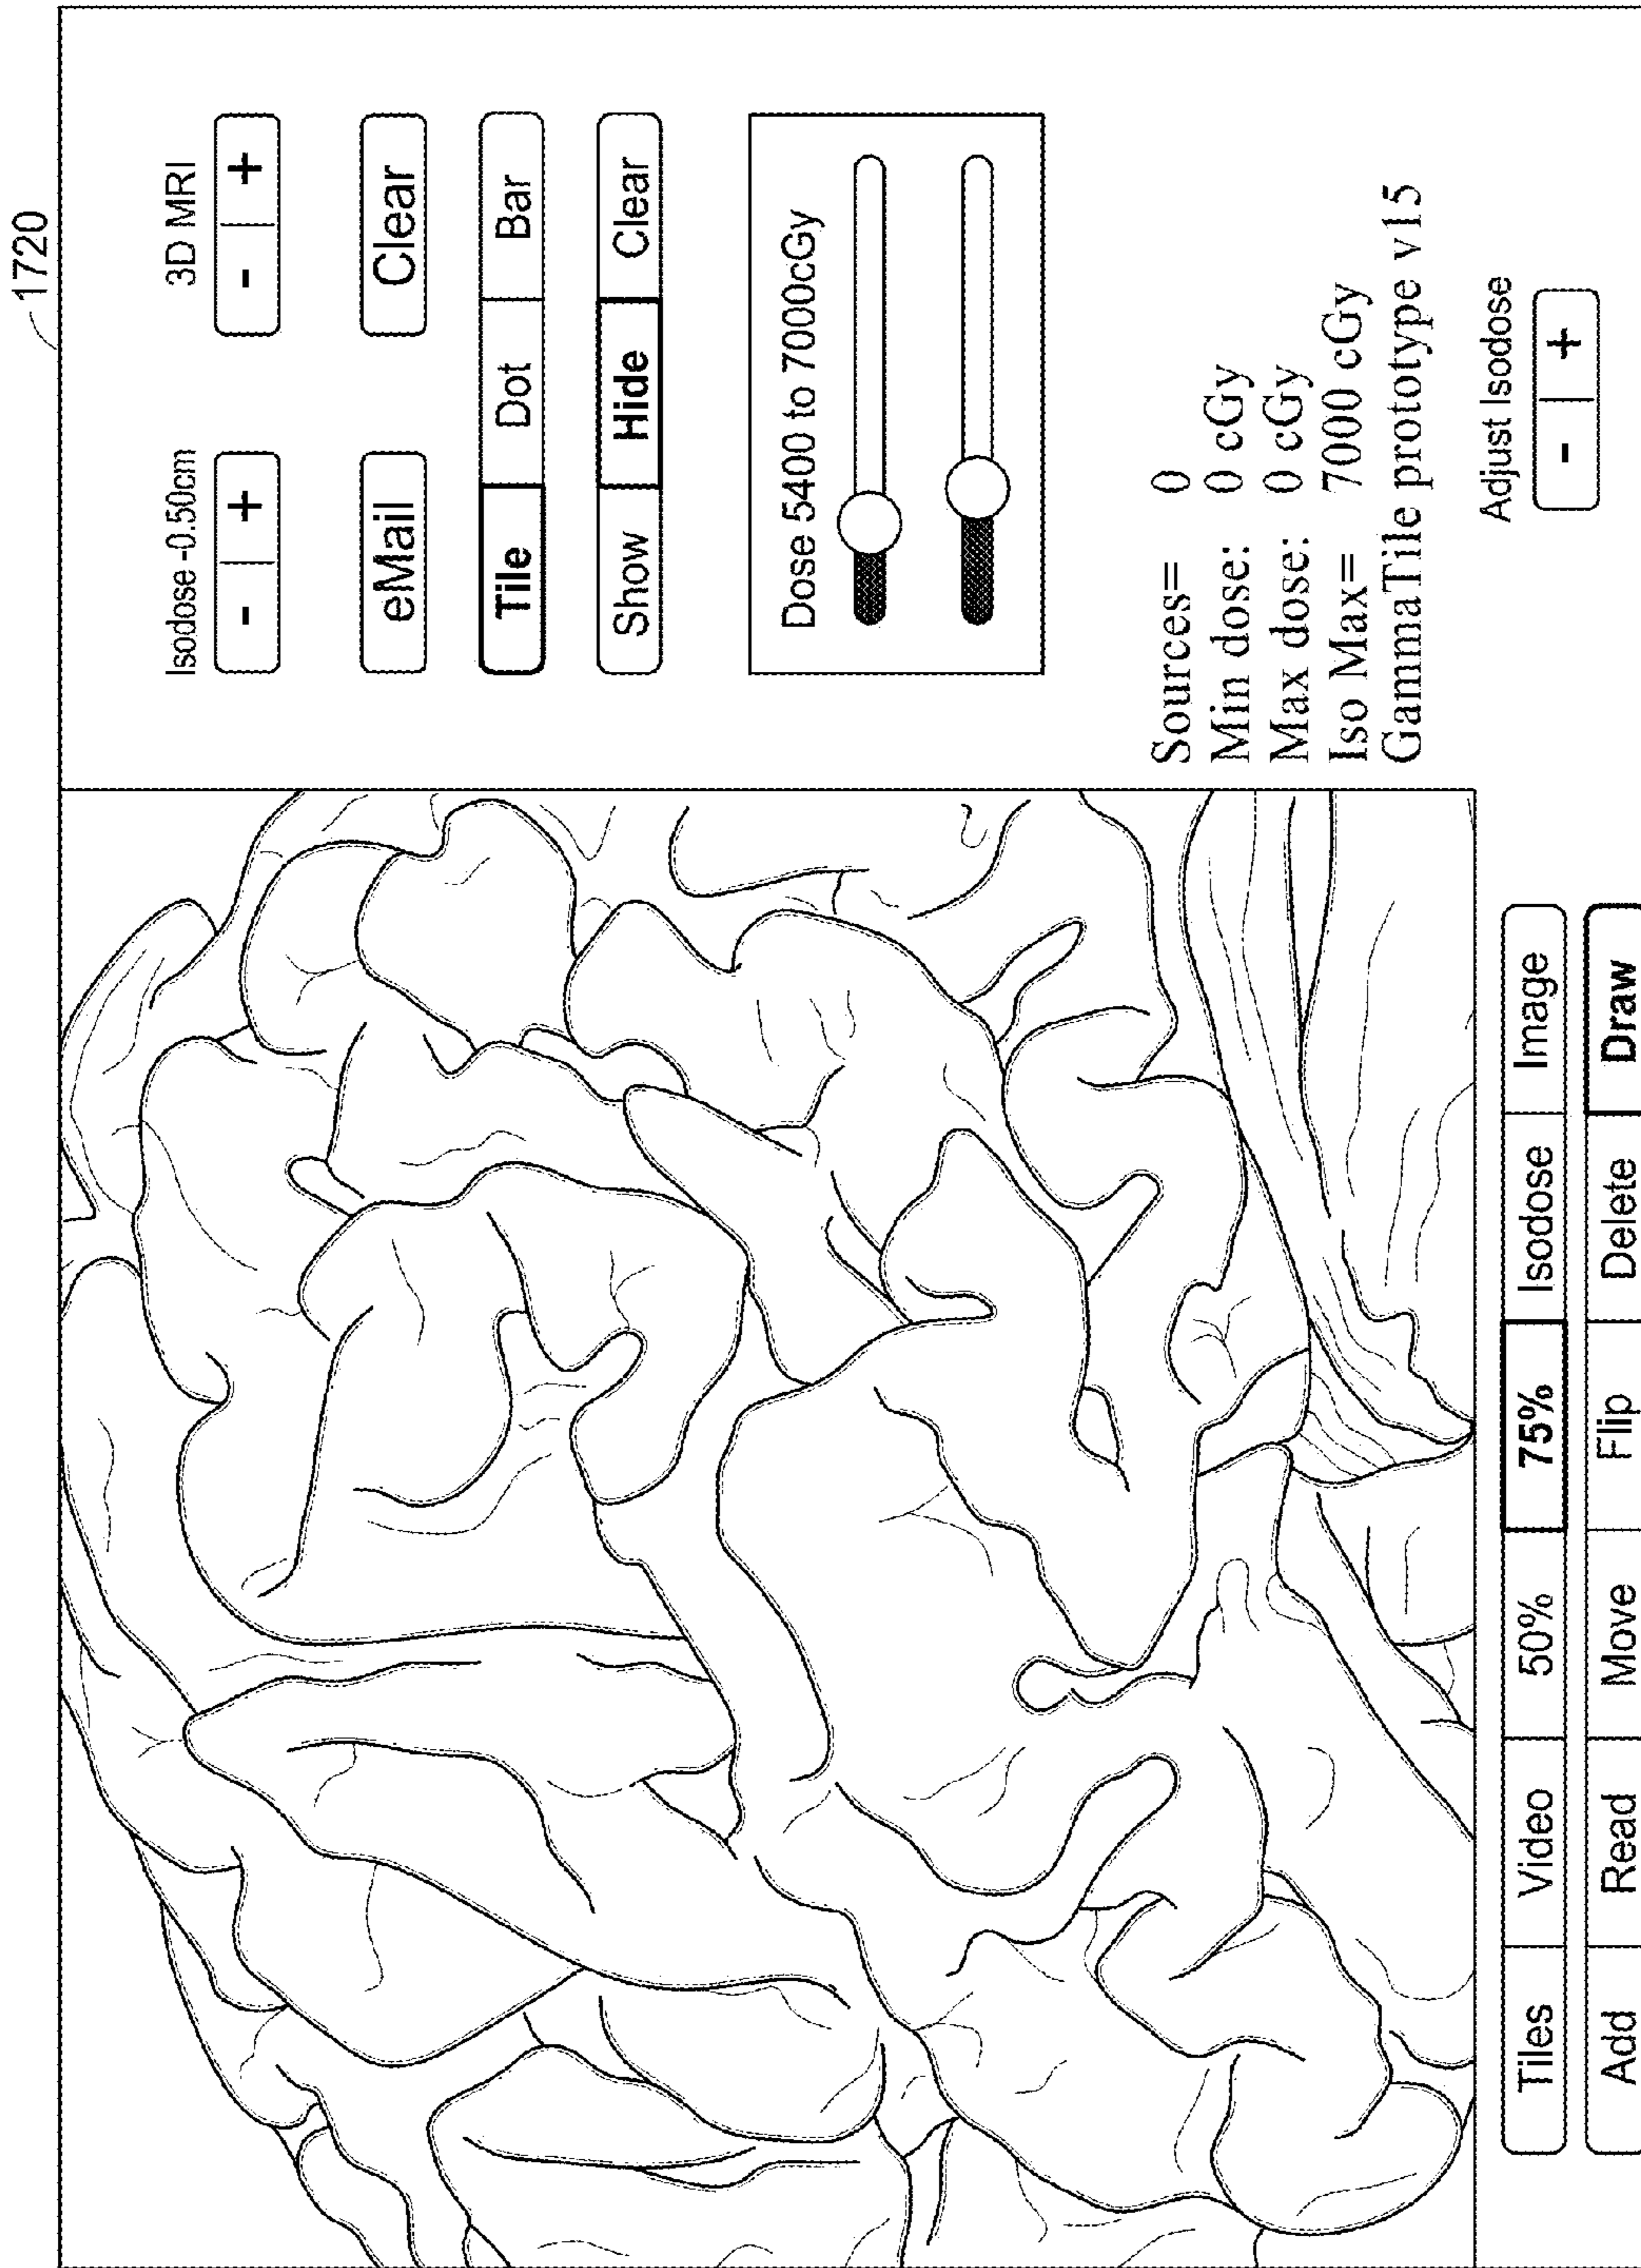 1720
Isodose -0.50cm 3D MRI
- + - +
eMail Clear
Tile Dot Bar
Show Hide Clear
Dose 5400 to 7000cGy
Sources= 0
Min dose: 0 cGy
Max dose: 0 cGy
Iso Max= 7000 cGy
GammaTile prototype v15
Adjust Isodose
- +
Tiles Video 50% 75% Isodose Image
Add Read Move Flip Delete Draw